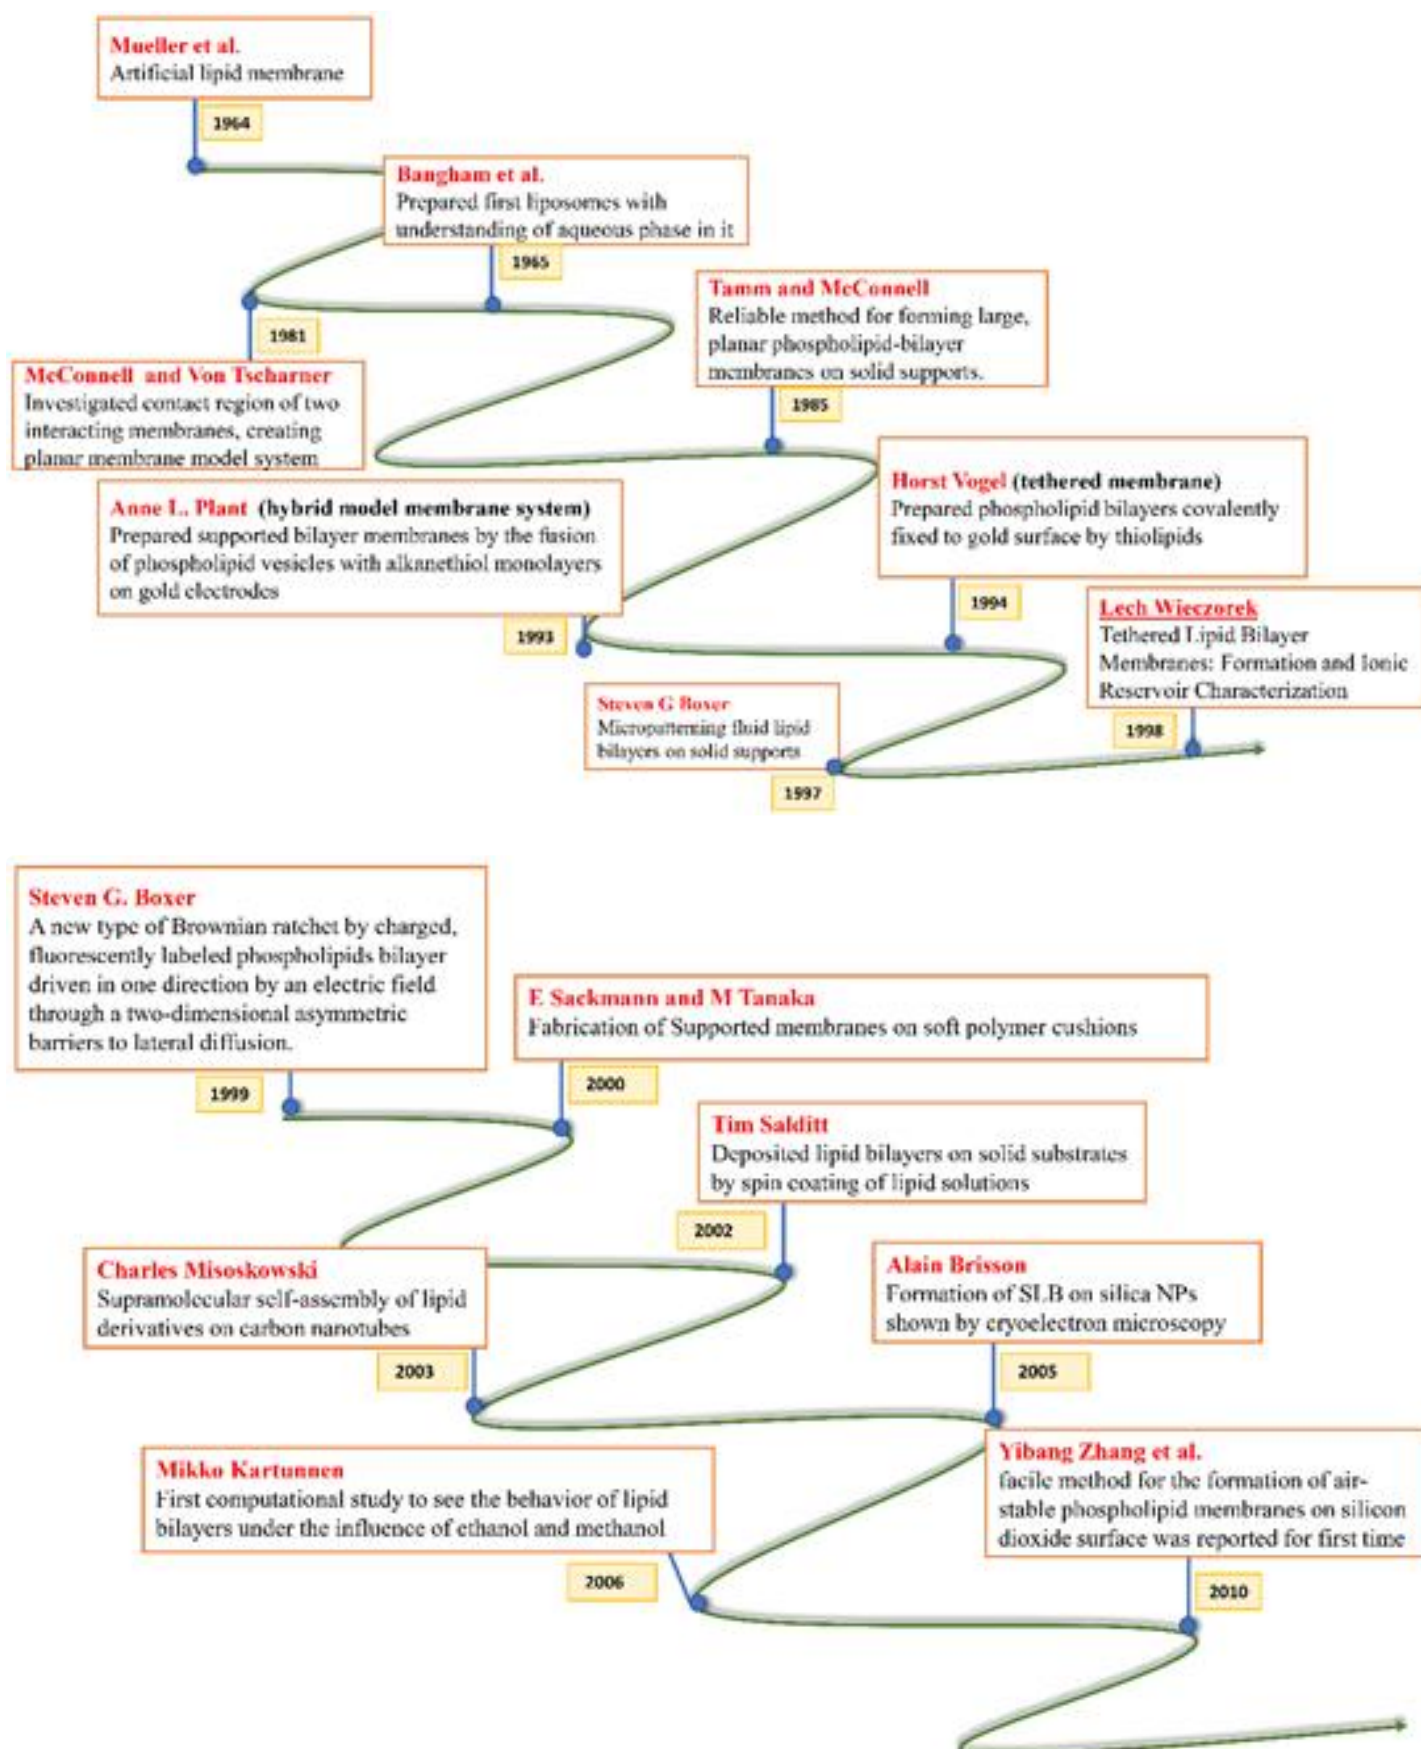 Mueller et al.
Artificial lipid membrane
1964
Bangham et al.
Prepared first liposomes with
understanding of aqueous phase in it
1965
1981
McConnell and Von Tscharner
Investigated contact region of two
interacting membranes, creating
planar membrane model system
Tamm and McConnell
Reliable method for forming large,
planar phospholipid-bilayer
membranes on solid supports.
1985
Anne L. Plant (hybrid model membrane system)
Prepared supported bilayer membranes by the fusion
of phospholipid vesicles with alkanethiol monolayers
on gold electrodes
1993
Horst Vogel (tethered membrane)
Prepared phospholipid bilayers covalently
fixed to gold surface by thiolipids
1994
Steven G Boxer
Micropatterning fluid lipid
bilayers on solid supports
1997
Lech Wieczorek
Tethered Lipid Bilayer
Membranes: Formation and Ionic
Reservoir Characterization
1998
Steven G. Boxer
A new type of Brownian ratchet by charged,
fluorescently labeled phospholipids bilayer
driven in one direction by an electric field
through a two-dimensional asymmetric
barriers to lateral diffusion.
1999
E Sackmann and M Tanaka
Fabrication of Supported membranes on soft polymer cushions
2000
Tim Salditt
Deposited lipid bilayers on solid substrates
by spin coating of lipid solutions
2002
Charles Misoskowski
Supramolecular self-assembly of lipid
derivatives on carbon nanotubes
2003
Alain Brisson
Formation of SLB on silica NPs
shown by cryoelectron microscopy
2005
Mikko Kartunnen
First computational study to see the behavior of lipid
bilayers under the influence of ethanol and methanol
2006
Yibang Zhang et al.
facile method for the formation of air-
stable phospholipid membranes on silicon
dioxide surface was reported for first time
2010